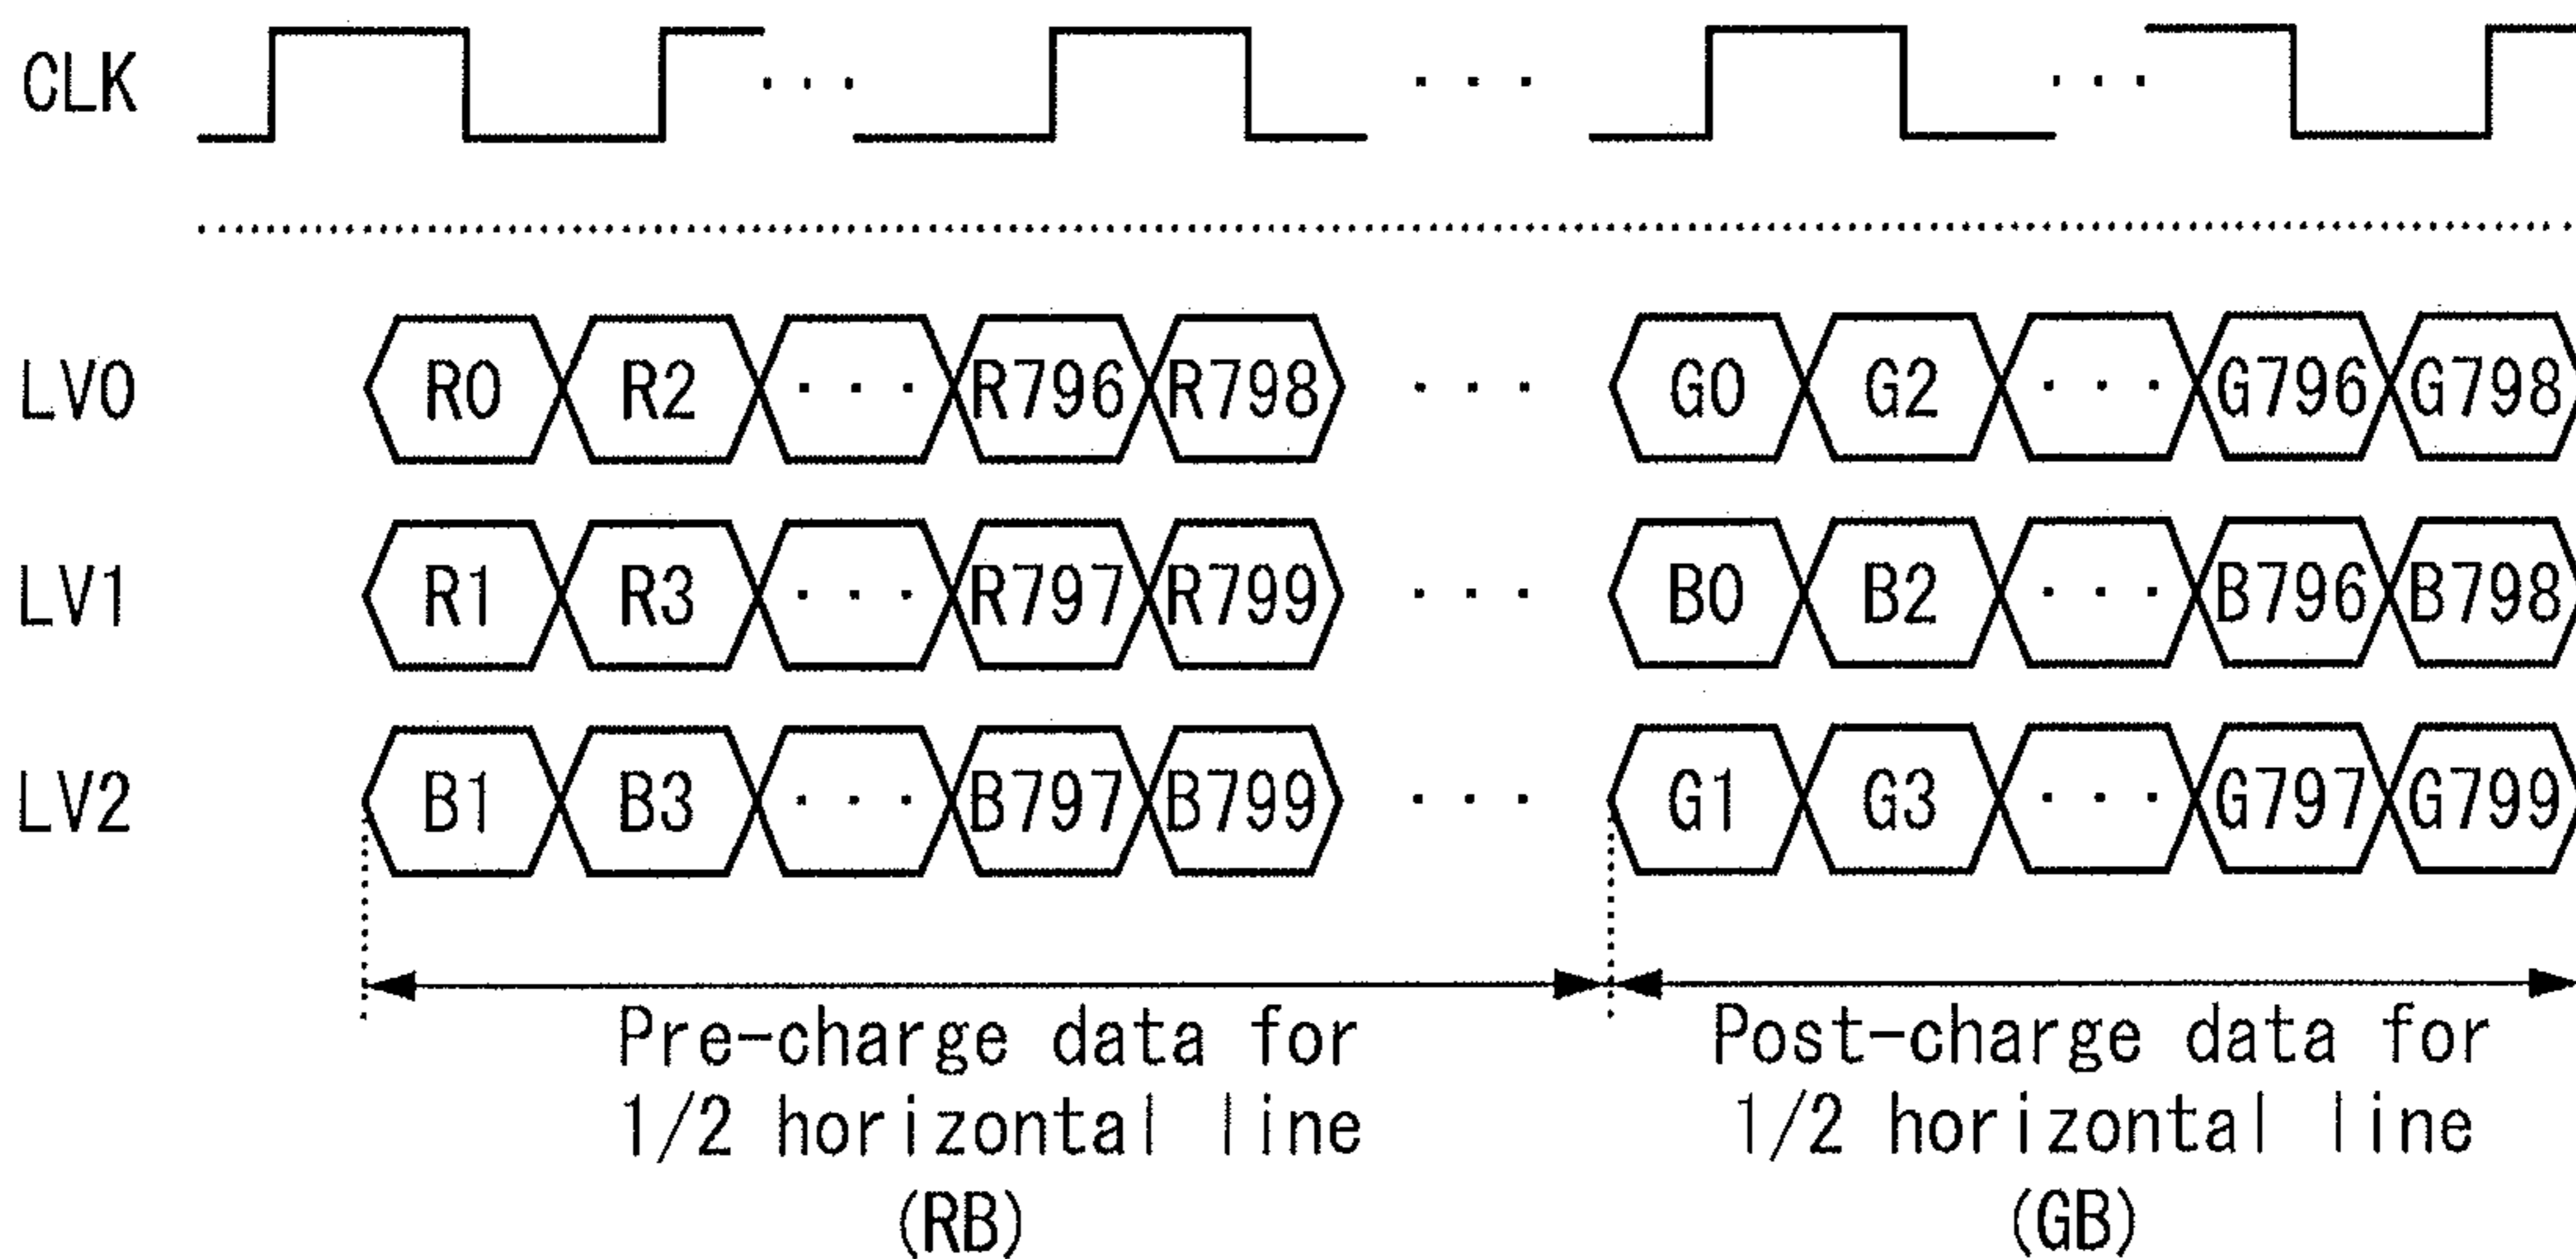 CLK ··· ··· ···
LV0 R0 R2 ··· R796 R798 ··· G0 G2 ··· G796 G798
LV1 R1 R3 ··· R797 R799 ··· B0 B2 ··· B796 B798
LV2 B1 B3 ··· B797 B799 ··· G1 G3 ··· G797 G799
Pre-charge data for
1/2 horizontal line
(RB)
Post-charge data for
1/2 horizontal line
(GB)